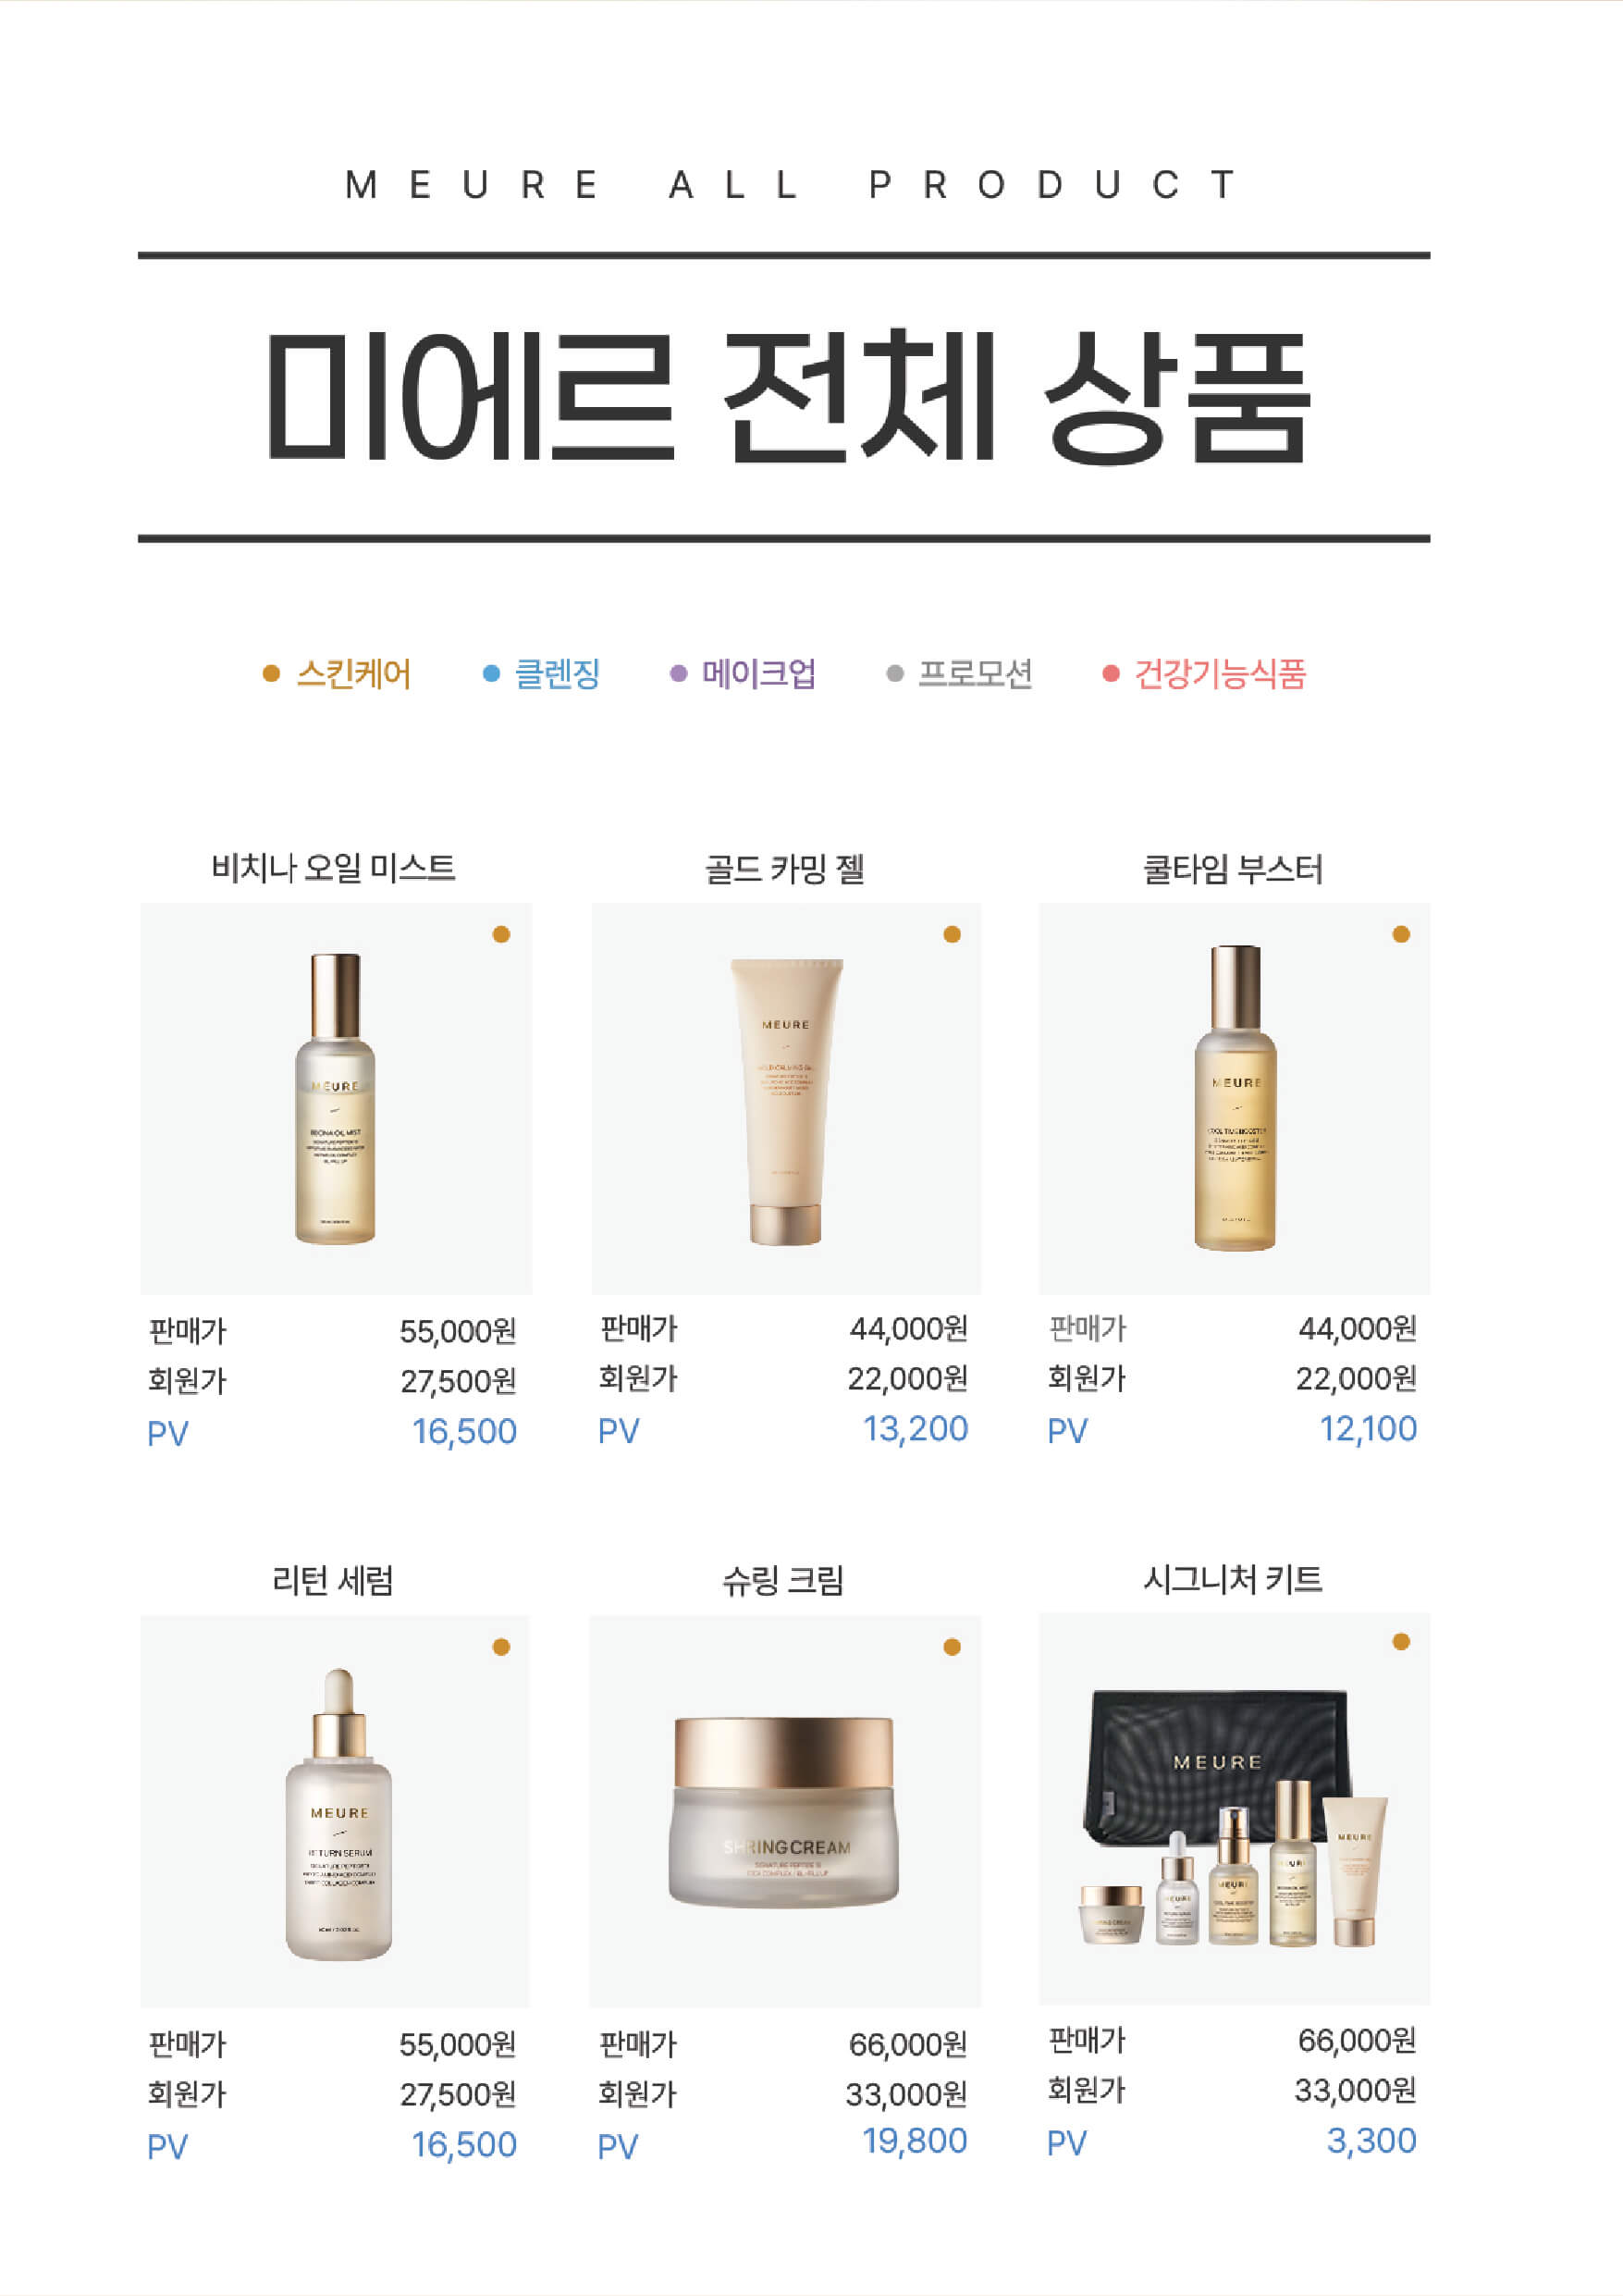 MEURE ALL PRODUCT
미에르 전체 상품
스킨케어 클렌징 메이크업 프로모션 건강기능식품
비치나 오일 미스트
MEURE
판매가 55,000원
회원가 27,500원
PV 16,500
골드 카밍 젤
MEURE
판매가 44,000원
회원가 22,000원
PV 13,200
쿨타임 부스터
MEURE
판매가 44,000원
회원가 22,000원
PV 12,100
리턴 세럼
MEURE
RETURN SERUM
판매가 55,000원
회원가 27,500원
PV 16,500
슈링 크림
SHRING CREAM
판매가 66,000원
회원가 33,000원
PV 19,800
시그니처 키트
MEURE
MEURE
판매가 66,000원
회원가 33,000원
PV 3,300